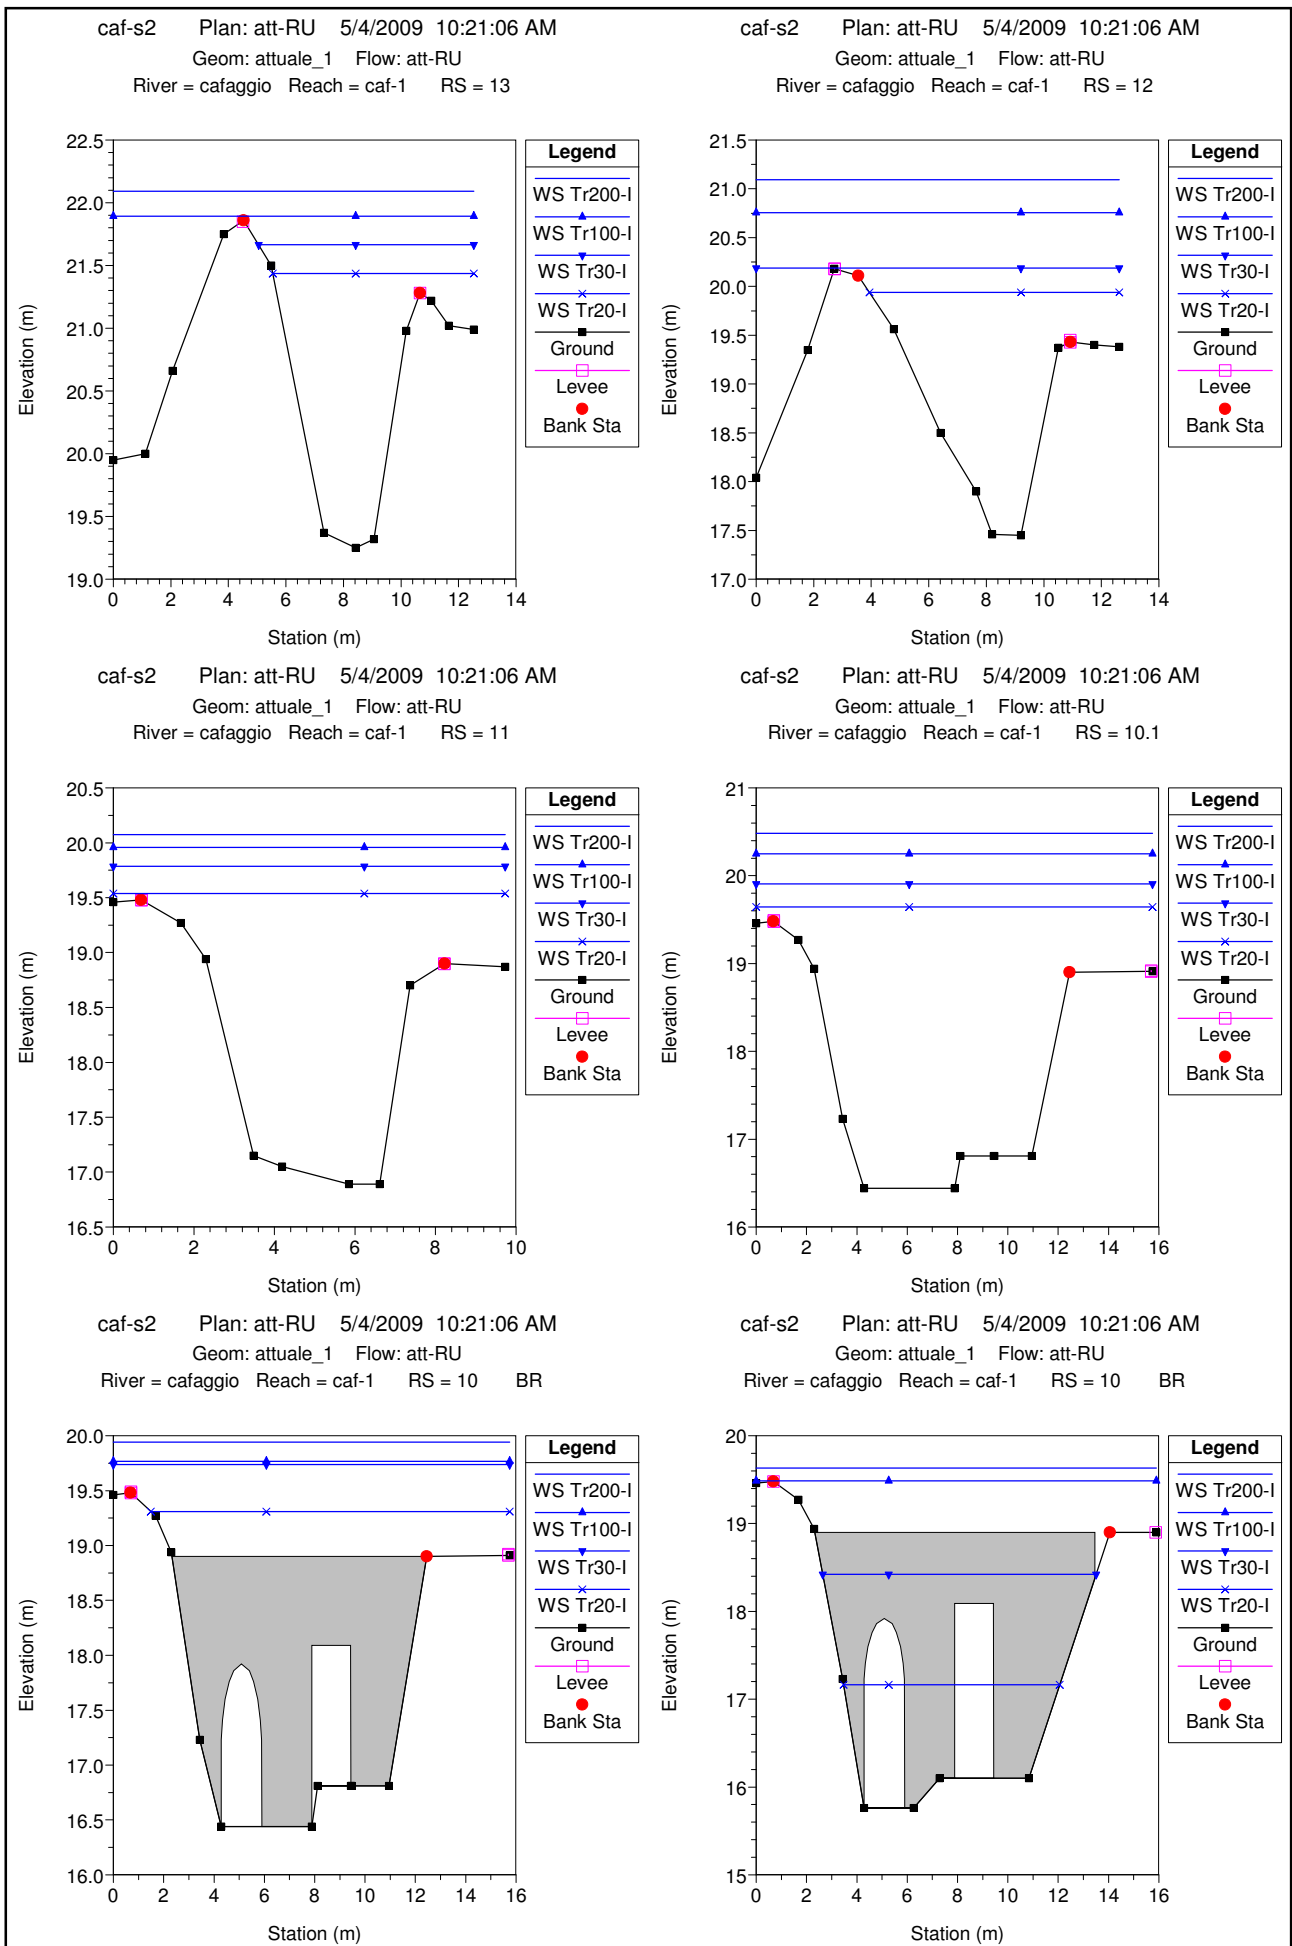 caf-s2 Plan: att-RU 5/4/2009 10:21:06 AM
Geom: attuale_1 Flow: att-RU
River = cafaggio Reach = caf-1 RS = 13
22.5
22.0
21.5
21.0
20.5
20.0
19.5
19.0
Elevation (m)
0 2 4 6 8 10 12 14
Station (m)
Legend
WS Tr200-I
WS Tr100-I
WS Tr30-I
WS Tr20-I
Ground
Levee
Bank Sta
caf-s2 Plan: att-RU 5/4/2009 10:21:06 AM
Geom: attuale_1 Flow: att-RU
River = cafaggio Reach = caf-1 RS = 12
21.5
21.0
20.5
20.0
19.5
19.0
18.5
18.0
17.5
17.0
Elevation (m)
0 2 4 6 8 10 12 14
Station (m)
Legend
WS Tr200-I
WS Tr100-I
WS Tr30-I
WS Tr20-I
Ground
Levee
Bank Sta
caf-s2 Plan: att-RU 5/4/2009 10:21:06 AM
Geom: attuale_1 Flow: att-RU
River = cafaggio Reach = caf-1 RS = 11
20.5
20.0
19.5
19.0
18.5
18.0
17.5
17.0
16.5
Elevation (m)
0 2 4 6 8 10
Station (m)
Legend
WS Tr200-I
WS Tr100-I
WS Tr30-I
WS Tr20-I
Ground
Levee
Bank Sta
caf-s2 Plan: att-RU 5/4/2009 10:21:06 AM
Geom: attuale_1 Flow: att-RU
River = cafaggio Reach = caf-1 RS = 10.1
21
20
19
18
17
16
Elevation (m)
0 2 4 6 8 10 12 14 16
Station (m)
Legend
WS Tr200-I
WS Tr100-I
WS Tr30-I
WS Tr20-I
Ground
Levee
Bank Sta
caf-s2 Plan: att-RU 5/4/2009 10:21:06 AM
Geom: attuale_1 Flow: att-RU
River = cafaggio Reach = caf-1 RS = 10 BR
20.0
19.5
19.0
18.5
18.0
17.5
17.0
16.5
16.0
Elevation (m)
0 2 4 6 8 10 12 14 16
Station (m)
Legend
WS Tr200-I
WS Tr100-I
WS Tr30-I
WS Tr20-I
Ground
Levee
Bank Sta
caf-s2 Plan: att-RU 5/4/2009 10:21:06 AM
Geom: attuale_1 Flow: att-RU
River = cafaggio Reach = caf-1 RS = 10 BR
20
19
18
17
16
15
Elevation (m)
0 2 4 6 8 10 12 14 16
Station (m)
Legend
WS Tr200-I
WS Tr100-I
WS Tr30-I
WS Tr20-I
Ground
Levee
Bank Sta